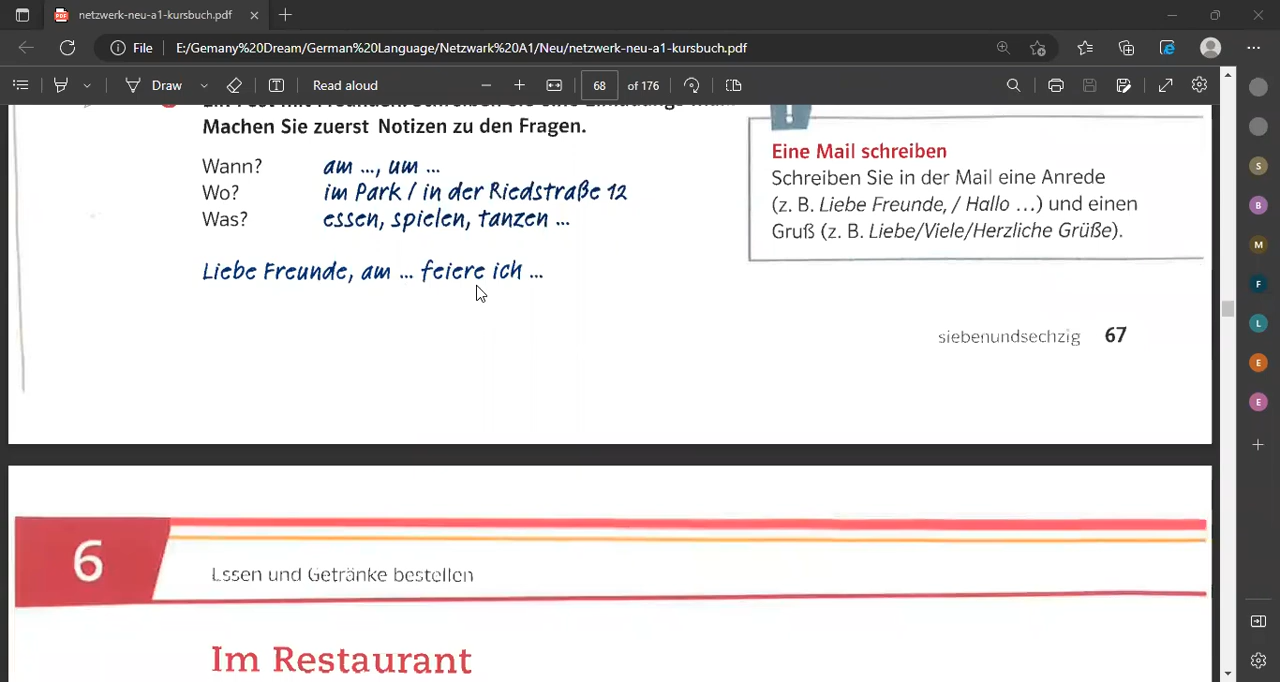 netzwerk-neu-a1-kursbuch.pdf
File
E:/Gemany%20Dream/German%20Language/Netzwark%20A1/Neu/netzwerk-neu-a1-kursbuch.pdf
Draw
Read aloud
68
of 176
Machen Sie zuerst Notizen zu den Fragen.
Wann? am ..., um ...
Wo? im Park / in der Riedstraße 12
Was? essen, spielen, tanzen ...
Liebe Freunde, am ... feiere ich ...
!
Eine Mail schreiben
Schreiben Sie in der Mail eine Anrede
(z. B. Liebe Freunde, / Hallo ...) und einen
Gruß (z. B. Liebe/Viele/Herzliche Grüße).
siebenundsechzig 67
6
Essen und Getränke bestellen
Im Restaurant
S
B
M
F
L
E
E